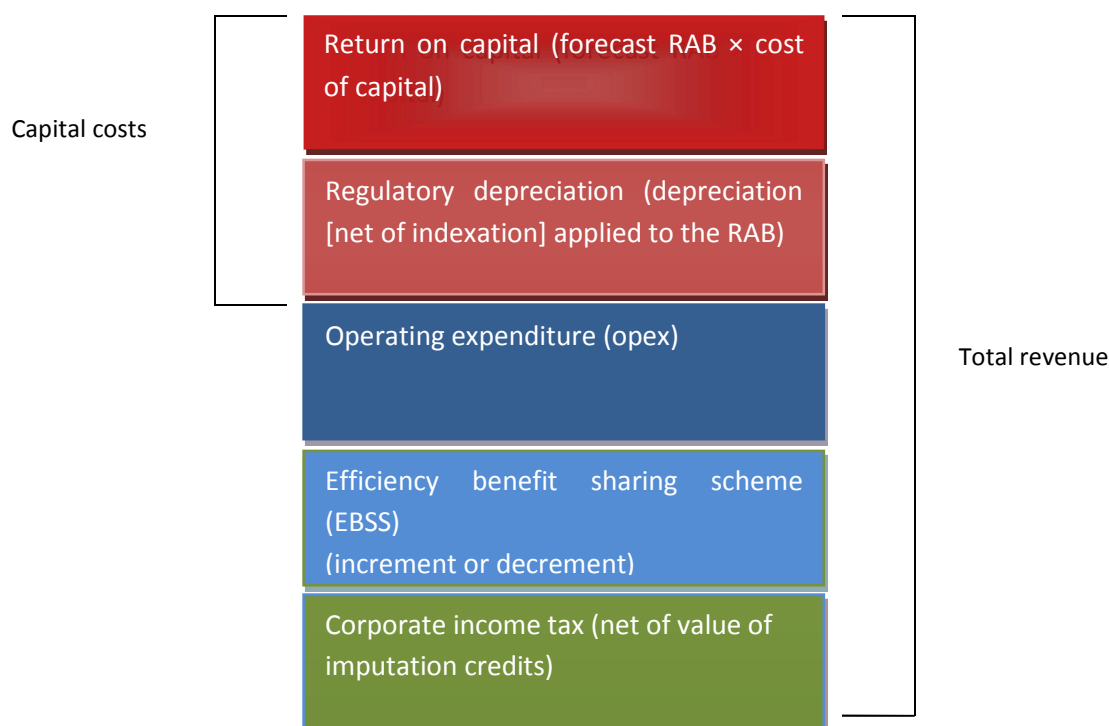 Return on capital (forecast RAB × cost
of capital)
Capital costs
Regulatory depreciation (depreciation
[net of indexation] applied to the RAB)
Operating expenditure (opex)
Total revenue
Efficiency benefit sharing scheme
(EBSS)
(increment or decrement)
Corporate income tax (net of value of
imputation credits)